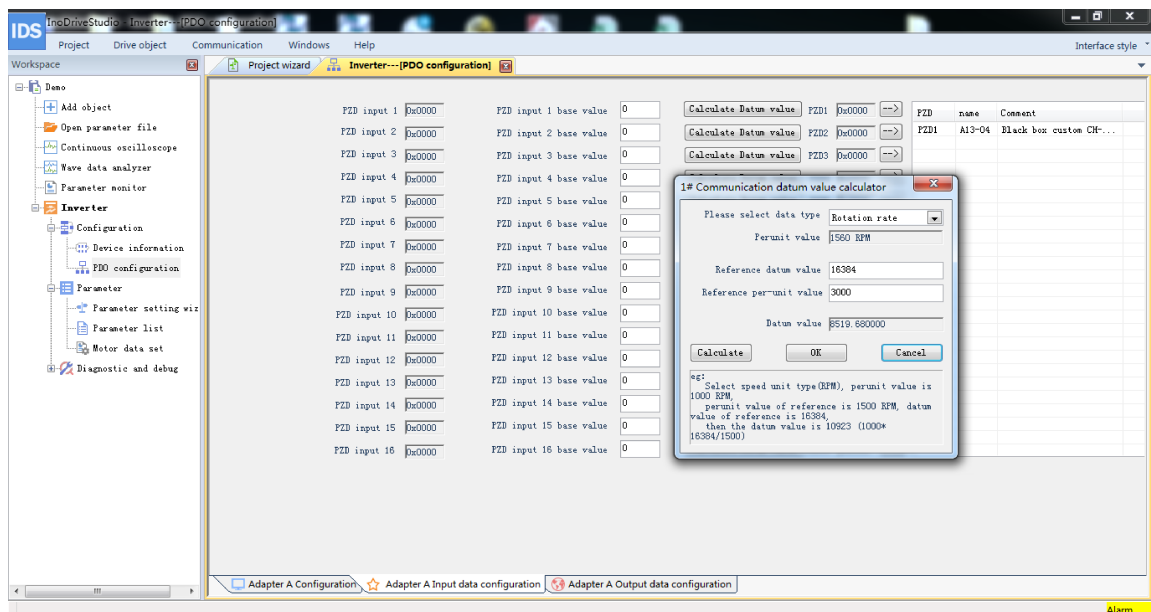 IDS
InoDriveStudio - Inverter---[PDO configuration]
Project Drive object Communication Windows Help Interface style
Workspace
Project wizard Inverter---[PDO configuration]
Demo
Add object
Open parameter file
Continuous oscilloscope
Wave data analyzer
Parameter monitor
Inverter
Configuration
Device information
PDO configuration
Parameter
Parameter setting wiz
Parameter list
Motor data set
Diagnostic and debug
PZD input 1 0x0000 PZD input 1 base value 0 Calculate Datum value PZD1 0x0000 -->
PZD input 2 0x0000 PZD input 2 base value 0 Calculate Datum value PZD2 0x0000 -->
PZD input 3 0x0000 PZD input 3 base value 0 Calculate Datum value PZD3 0x0000 -->
PZD input 4 0x0000 PZD input 4 base value 0
PZD input 5 0x0000 PZD input 5 base value 0
PZD input 6 0x0000 PZD input 6 base value 0
PZD input 7 0x0000 PZD input 7 base value 0
PZD input 8 0x0000 PZD input 8 base value 0
PZD input 9 0x0000 PZD input 9 base value 0
PZD input 10 0x0000 PZD input 10 base value 0
PZD input 11 0x0000 PZD input 11 base value 0
PZD input 12 0x0000 PZD input 12 base value 0
PZD input 13 0x0000 PZD input 13 base value 0
PZD input 14 0x0000 PZD input 14 base value 0
PZD input 15 0x0000 PZD input 15 base value 0
PZD input 16 0x0000 PZD input 16 base value 0
PZD name Comment
PZD1 A13-04 Black box custom CH-...
1# Communication datum value calculator
Please select data type Rotation rate
Perunit value 1560 RPM
Reference datum value 16384
Reference per-unit value 3000
Datum value 8519.680000
Calculate OK Cancel
eg:
Select speed unit type(RPM), perunit value is
1000 RPM,
perunit value of reference is 1500 RPM, datum
value of reference is 16384,
then the datum value is 10923 (1000*
16384/1500)
Adapter A Configuration Adapter A Input data configuration Adapter A Output data configuration
Alarm